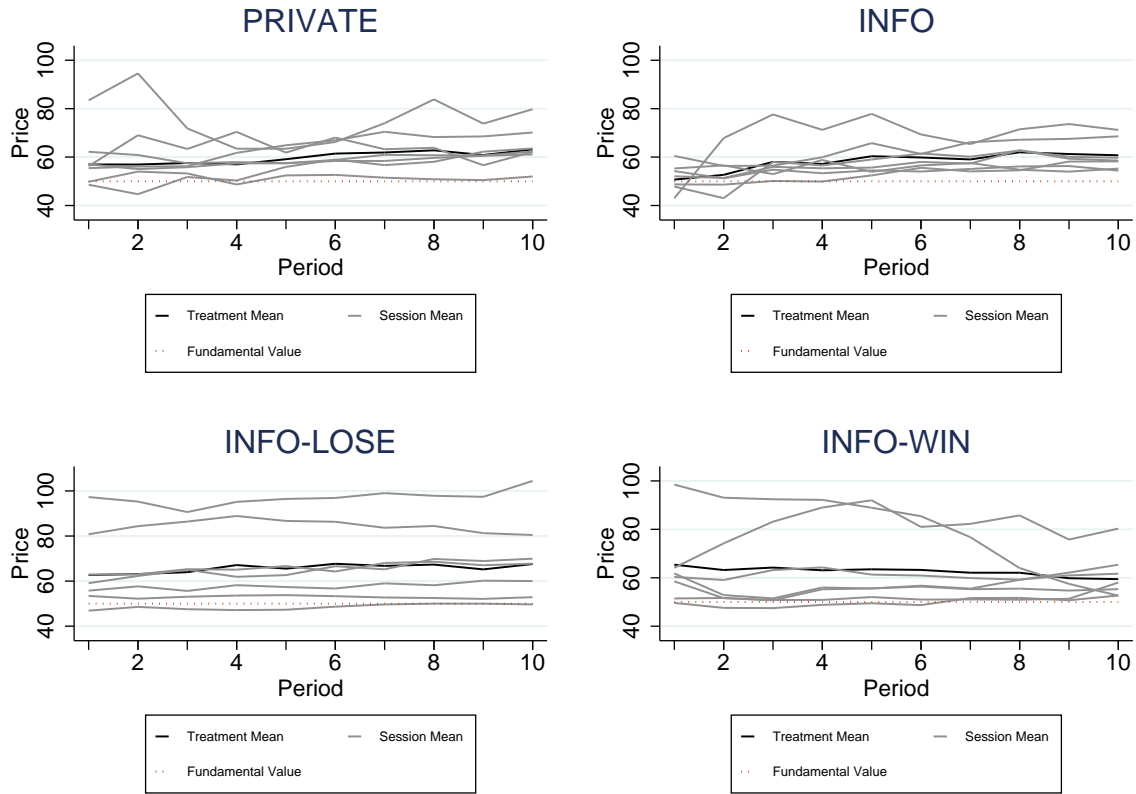 PRIVATE
Price
100
80
60
40
2 4 6 8 10
Period
Treatment Mean Session Mean
Fundamental Value
INFO
Price
100
80
60
40
2 4 6 8 10
Period
Treatment Mean Session Mean
Fundamental Value
INFO-LOSE
Price
100
80
60
40
2 4 6 8 10
Period
Treatment Mean Session Mean
Fundamental Value
INFO-WIN
Price
100
80
60
40
2 4 6 8 10
Period
Treatment Mean Session Mean
Fundamental Value